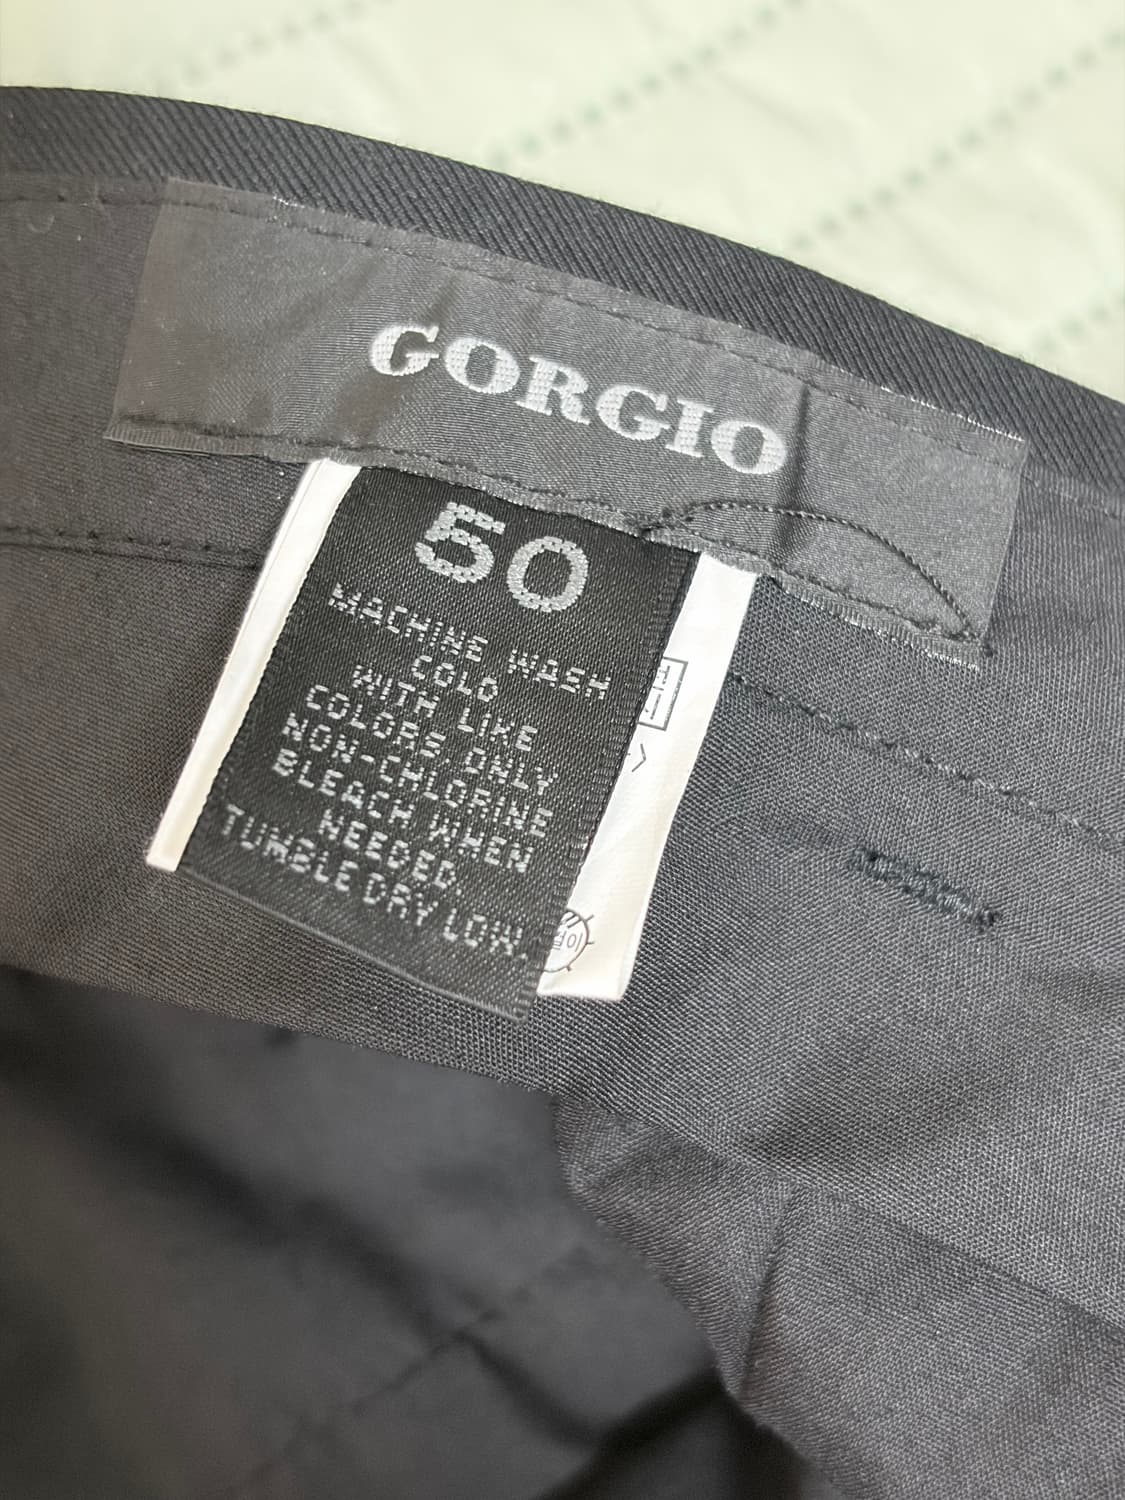 GORGIO
50
MACHINE WASH
COLD
WITH LIKE
COLORS,ONLY
NON-CHLORINE
BLEACH WHEN
NEEDED.
TUMBLE DRY LOW.